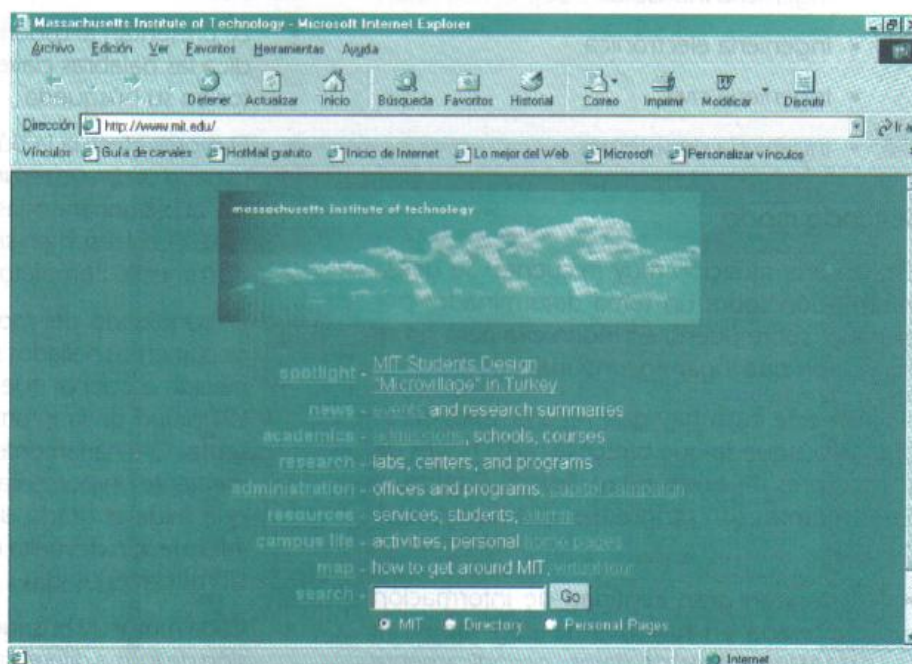 Massachusetts Institute of Technology - Microsoft Internet Explorer
Archivo Edición Ver Favoritos Herramientas Ayuda
Detener Actualizar Inicio Búsqueda Favoritos Historial Correo Imprimir Modificar Discutir
Dirección http://www.mit.edu/ Ir a
Vínculos Guía de canales HotMail gratuito Inicio de Internet Lo mejor del Web Microsoft Personalizar vínculos
massachusetts institute of technology
spotlight - MIT Students Design
"Microvillage" in Turkey
news - events and research summaries
academics - admissions, schools, courses
research - labs, centers, and programs
administration - offices and programs, capital campaign
resources - services, students, alumni
campus life - activities, personal home pages
map - how to get around MIT, virtual tour
search - Go
MIT Directory Personal Pages
Internet